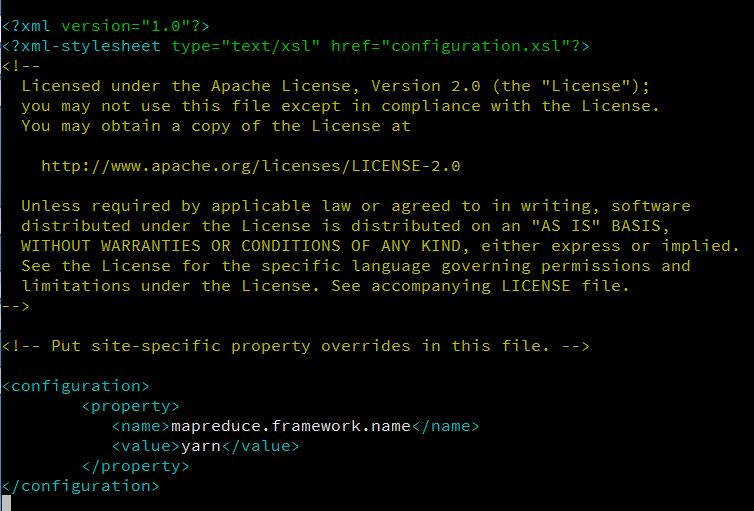 <?xml version="1.0"?>
<?xml-stylesheet type="text/xsl" href="configuration.xsl"?>
<!--
  Licensed under the Apache License, Version 2.0 (the "License");
  you may not use this file except in compliance with the License.
  You may obtain a copy of the License at

    http://www.apache.org/licenses/LICENSE-2.0

  Unless required by applicable law or agreed to in writing, software
  distributed under the License is distributed on an "AS IS" BASIS,
  WITHOUT WARRANTIES OR CONDITIONS OF ANY KIND, either express or implied.
  See the License for the specific language governing permissions and
  limitations under the License. See accompanying LICENSE file.
-->

<!-- Put site-specific property overrides in this file. -->

<configuration>
        <property>
           <name>mapreduce.framework.name</name>
           <value>yarn</value>
        </property>
</configuration>